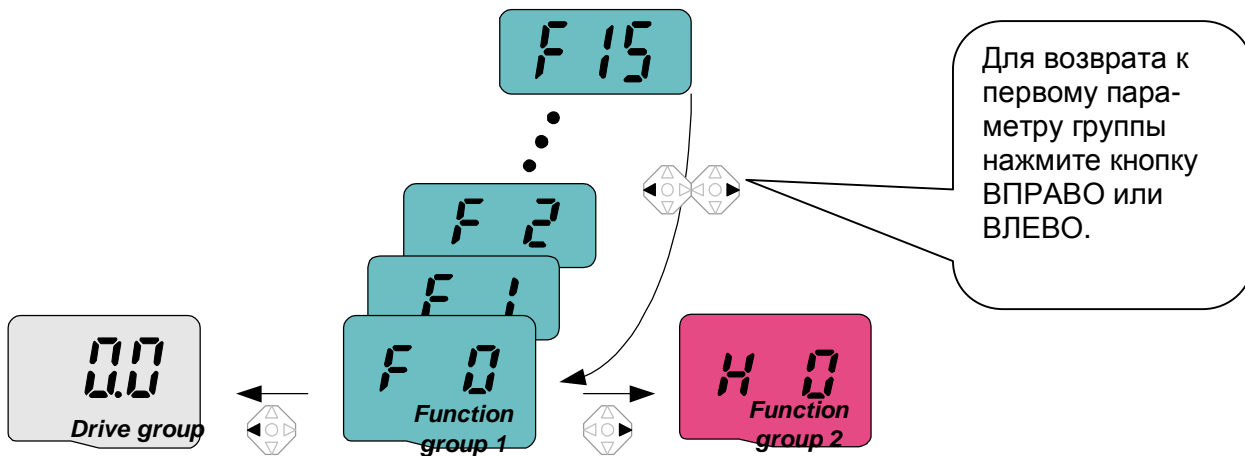 F 15
Для возврата к
первому пара-
метру группы
нажмите кнопку
ВПРАВО или
ВЛЕВО.
F 2
F 1
F 0
Function
group 1
0.0
Drive group
H 0
Function
group 2